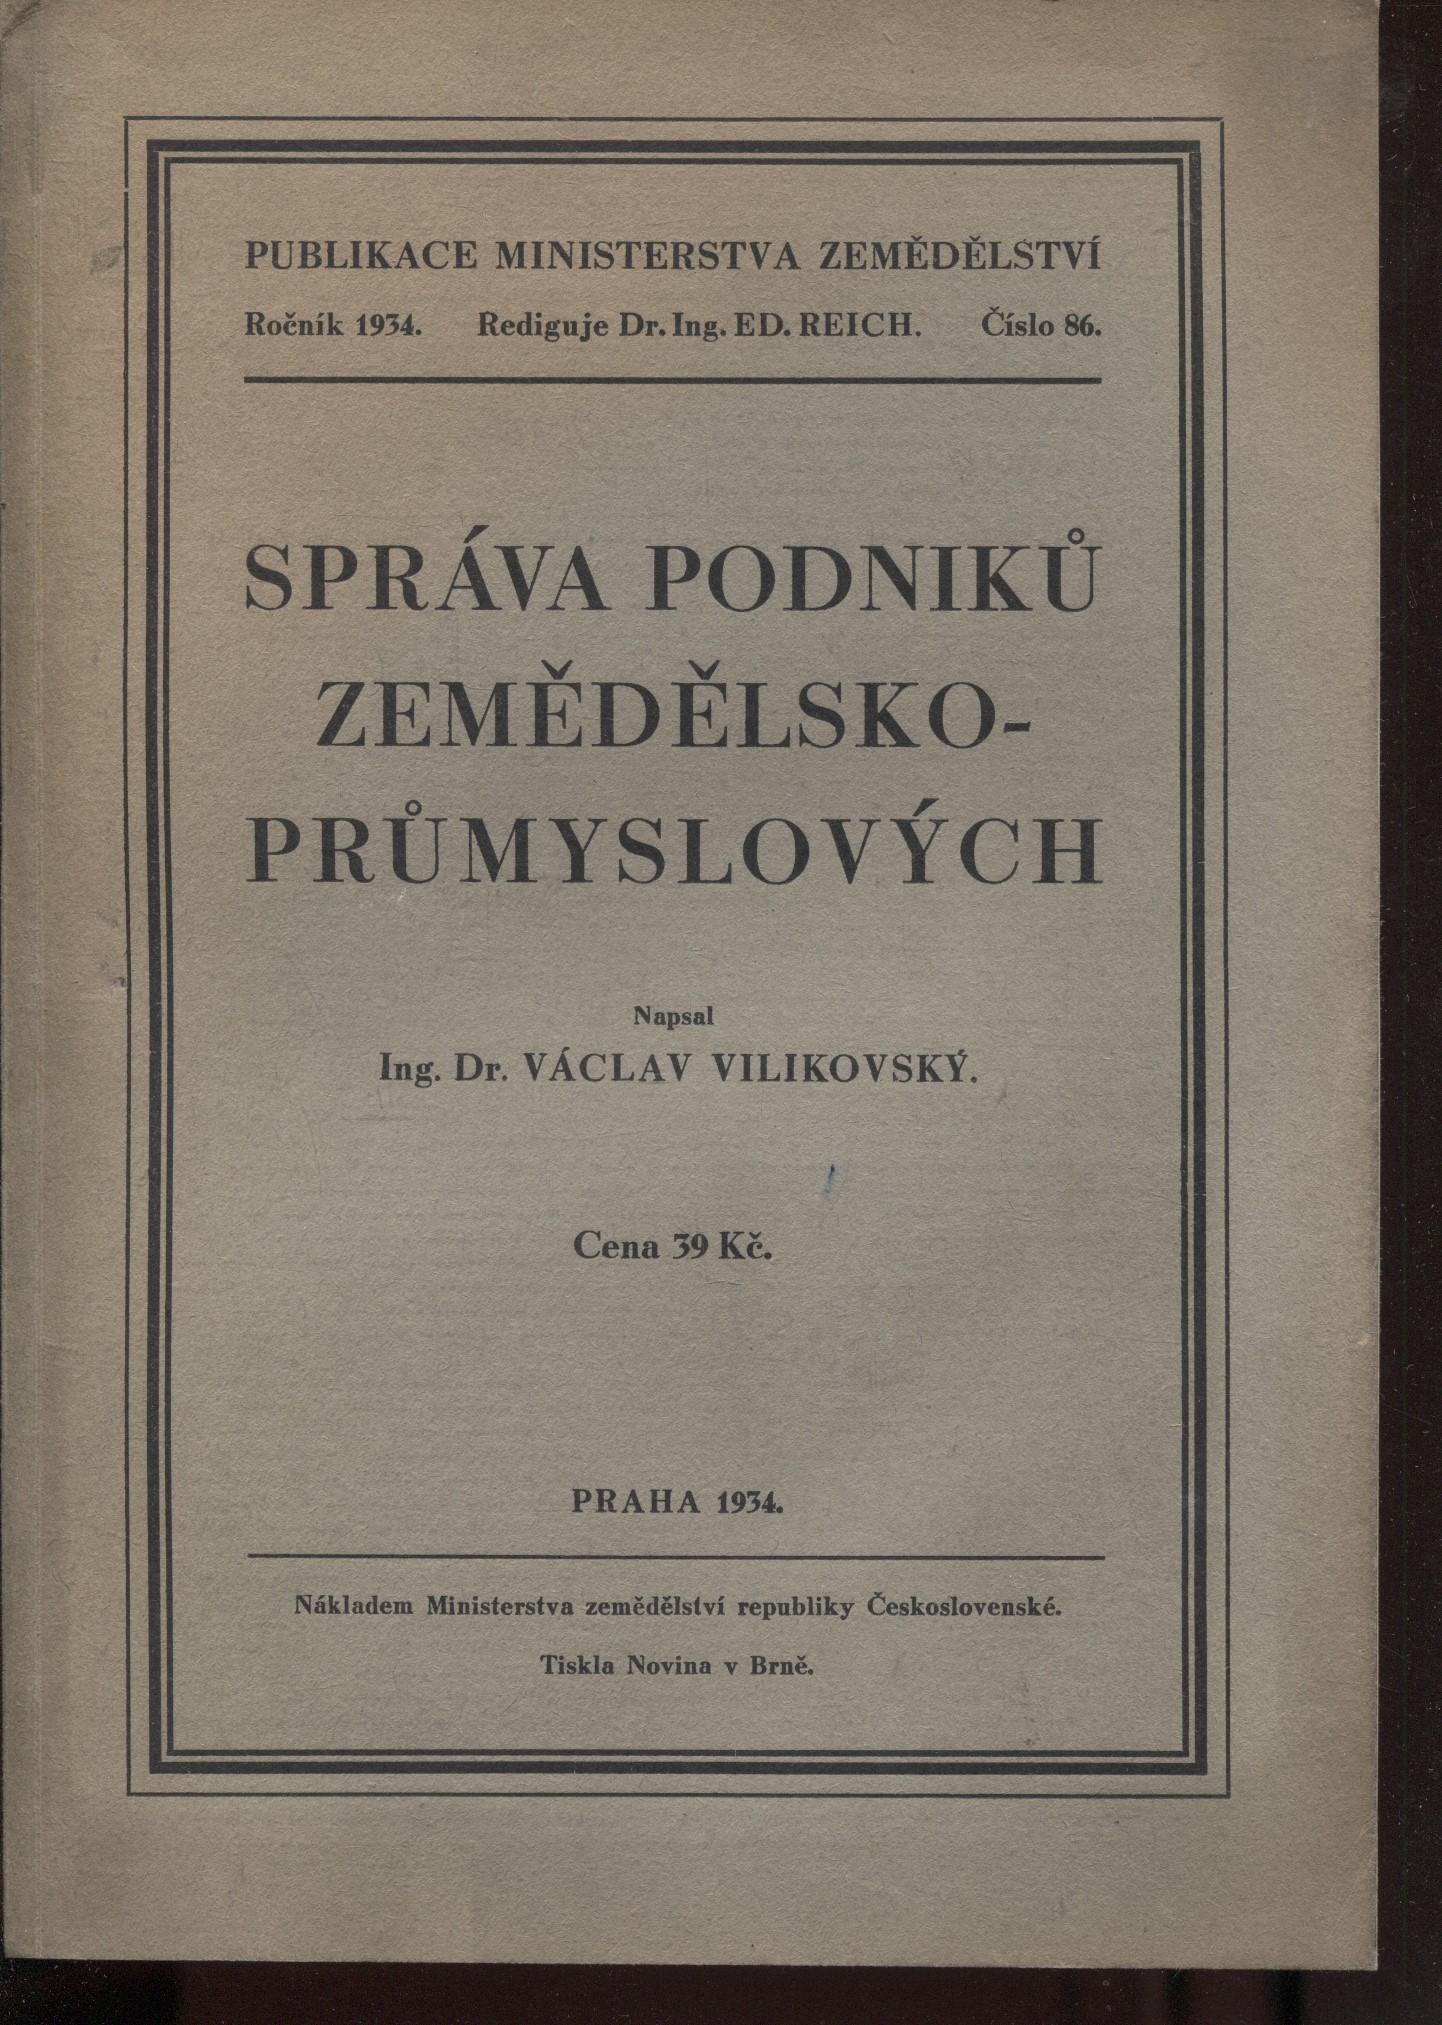 PUBLIKACE MINISTERSTVA ZEMĚDĚLSTVÍ
Ročník 1934. Rediguje Dr. Ing. ED. REICH. Číslo 86.
SPRÁVA PODNIKŮ
ZEMĚDĚLSKO-
PRŮMYSLOVÝCH
Napsal
Ing. Dr. VÁCLAV VILIKOVSKÝ.
Cena 39 Kč.
PRAHA 1934.
Nákladem Ministerstva zemědělství republiky Československé.
Tiskla Novina v Brně.